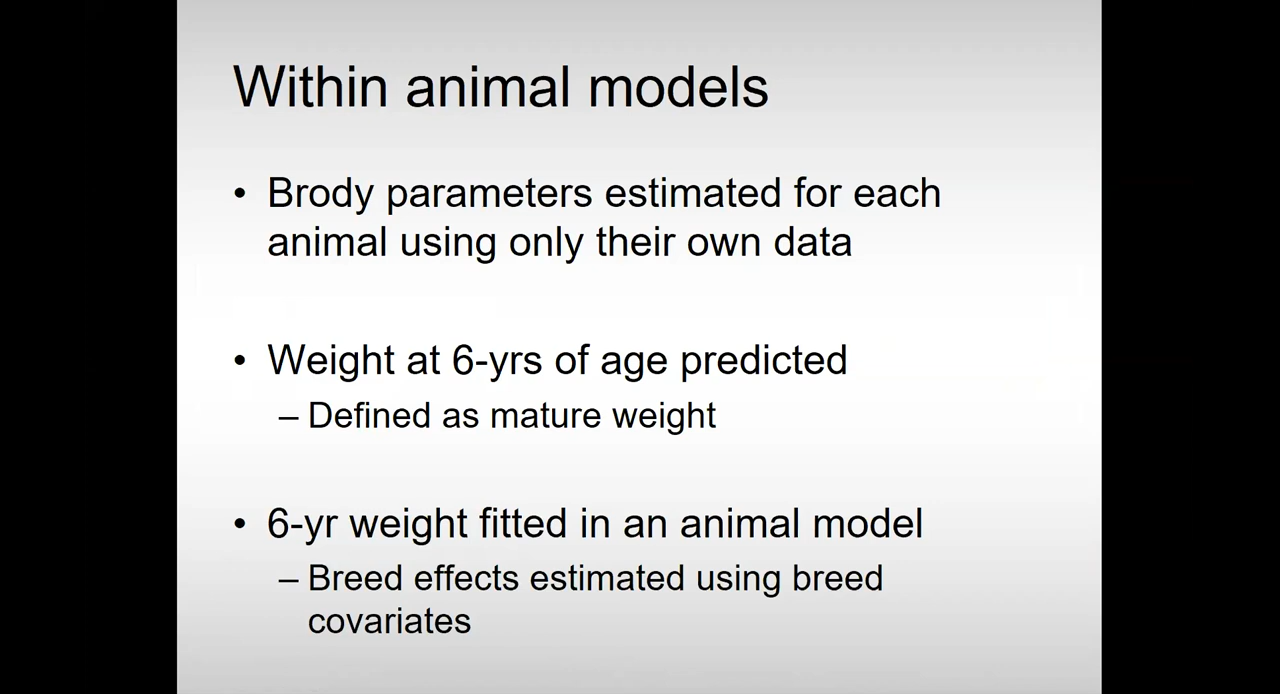 Within animal models
• Brody parameters estimated for each
animal using only their own data
• Weight at 6-yrs of age predicted
– Defined as mature weight
• 6-yr weight fitted in an animal model
– Breed effects estimated using breed
covariates